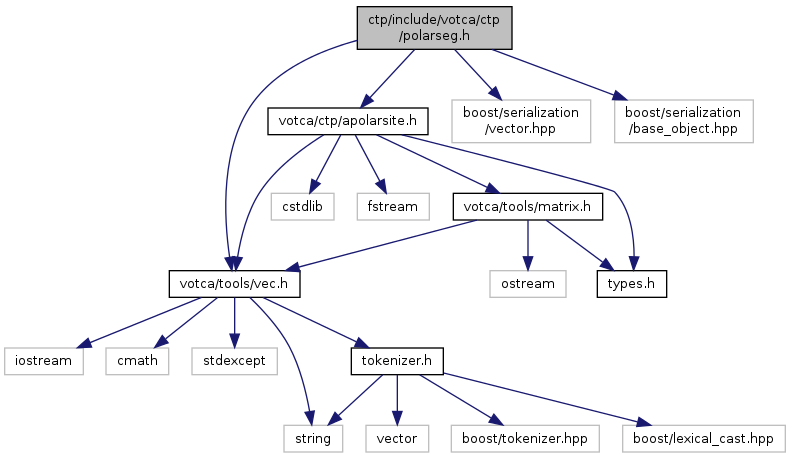 ctp/include/votca/ctp
/polarseg.h
votca/ctp/apolarsite.h
boost/serialization
/vector.hpp
boost/serialization
/base_object.hpp
cstdlib
fstream
votca/tools/matrix.h
votca/tools/vec.h
ostream
types.h
iostream
cmath
stdexcept
tokenizer.h
string
vector
boost/tokenizer.hpp
boost/lexical_cast.hpp